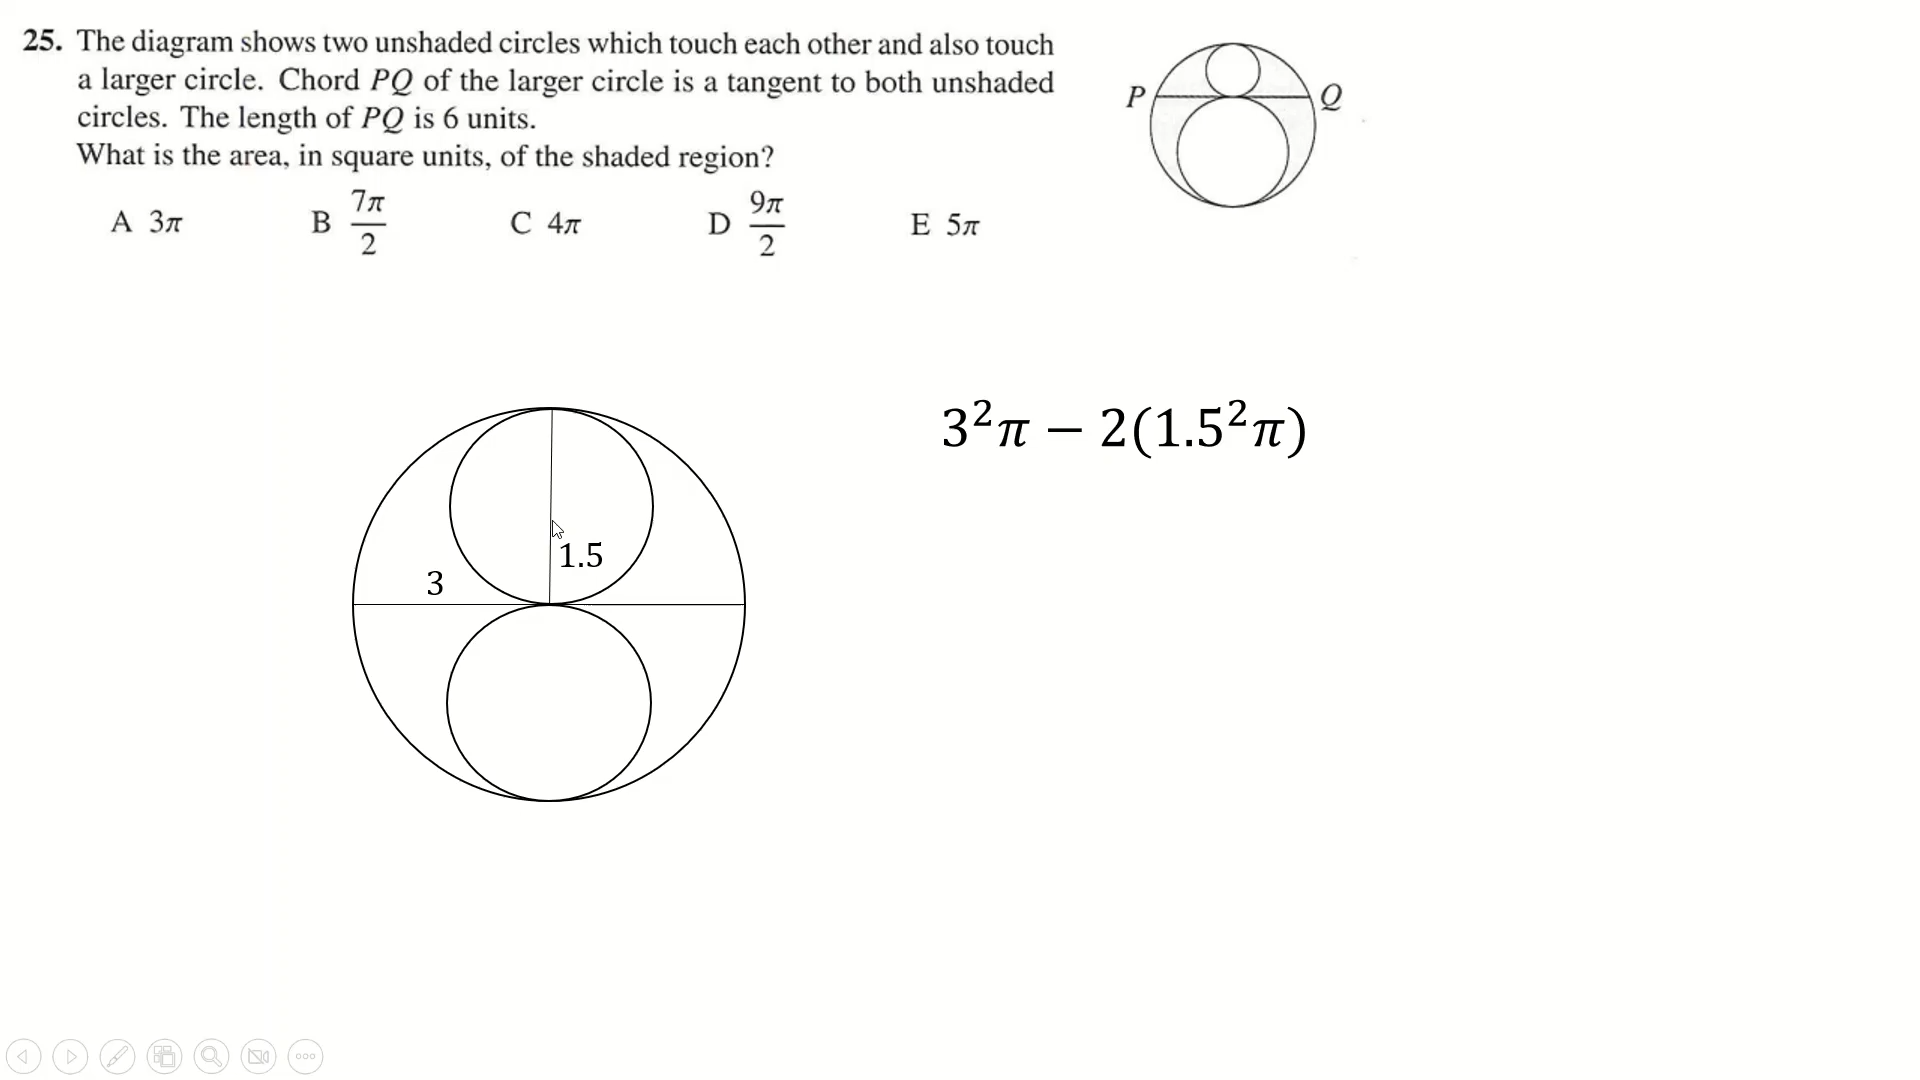 25. The diagram shows two unshaded circles which touch each other and also touch
a larger circle. Chord PQ of the larger circle is a tangent to both unshaded
circles. The length of PQ is 6 units.
What is the area, in square units, of the shaded region?
A 3π B 7π/2 C 4π D 9π/2 E 5π
P Q
3²π − 2(1.5²π)
1.5
3